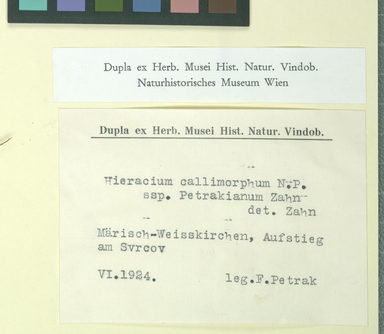 Dupla ex Herb. Musei Hist. Natur. Vindob.
Naturhistorisches Museum Wien
Dupla ex Herb. Musei Hist. Natur. Vindob.
Hieracium callimorphum N.P.
ssp. Petrakianum Zahn
det. Zahn
Märisch-Weisskirchen, Aufstieg
am Svrcov
VI.1924. leg.F.Petrak